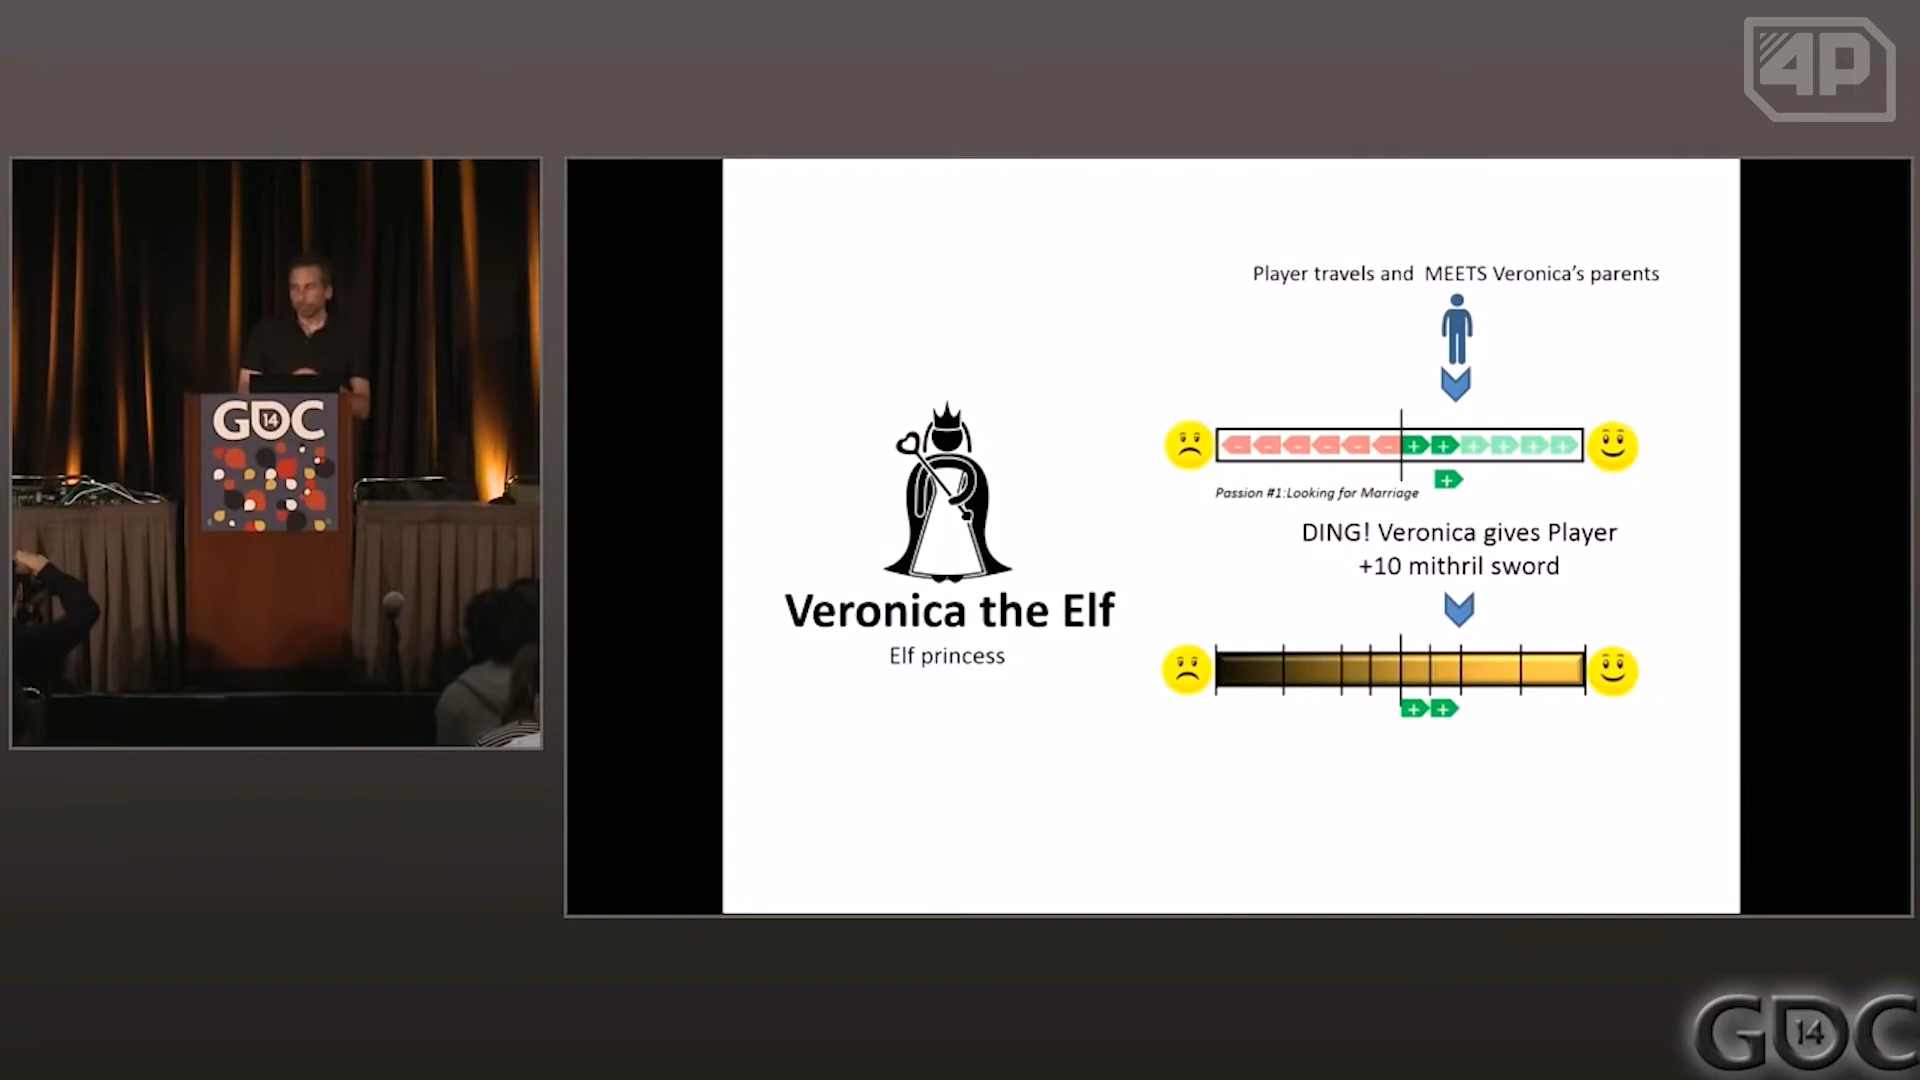 4P
GDC
14
Player travels and MEETS Veronica's parents
Passion #1:Looking for Marriage
DING! Veronica gives Player
+10 mithril sword
Veronica the Elf
Elf princess
GDC
14